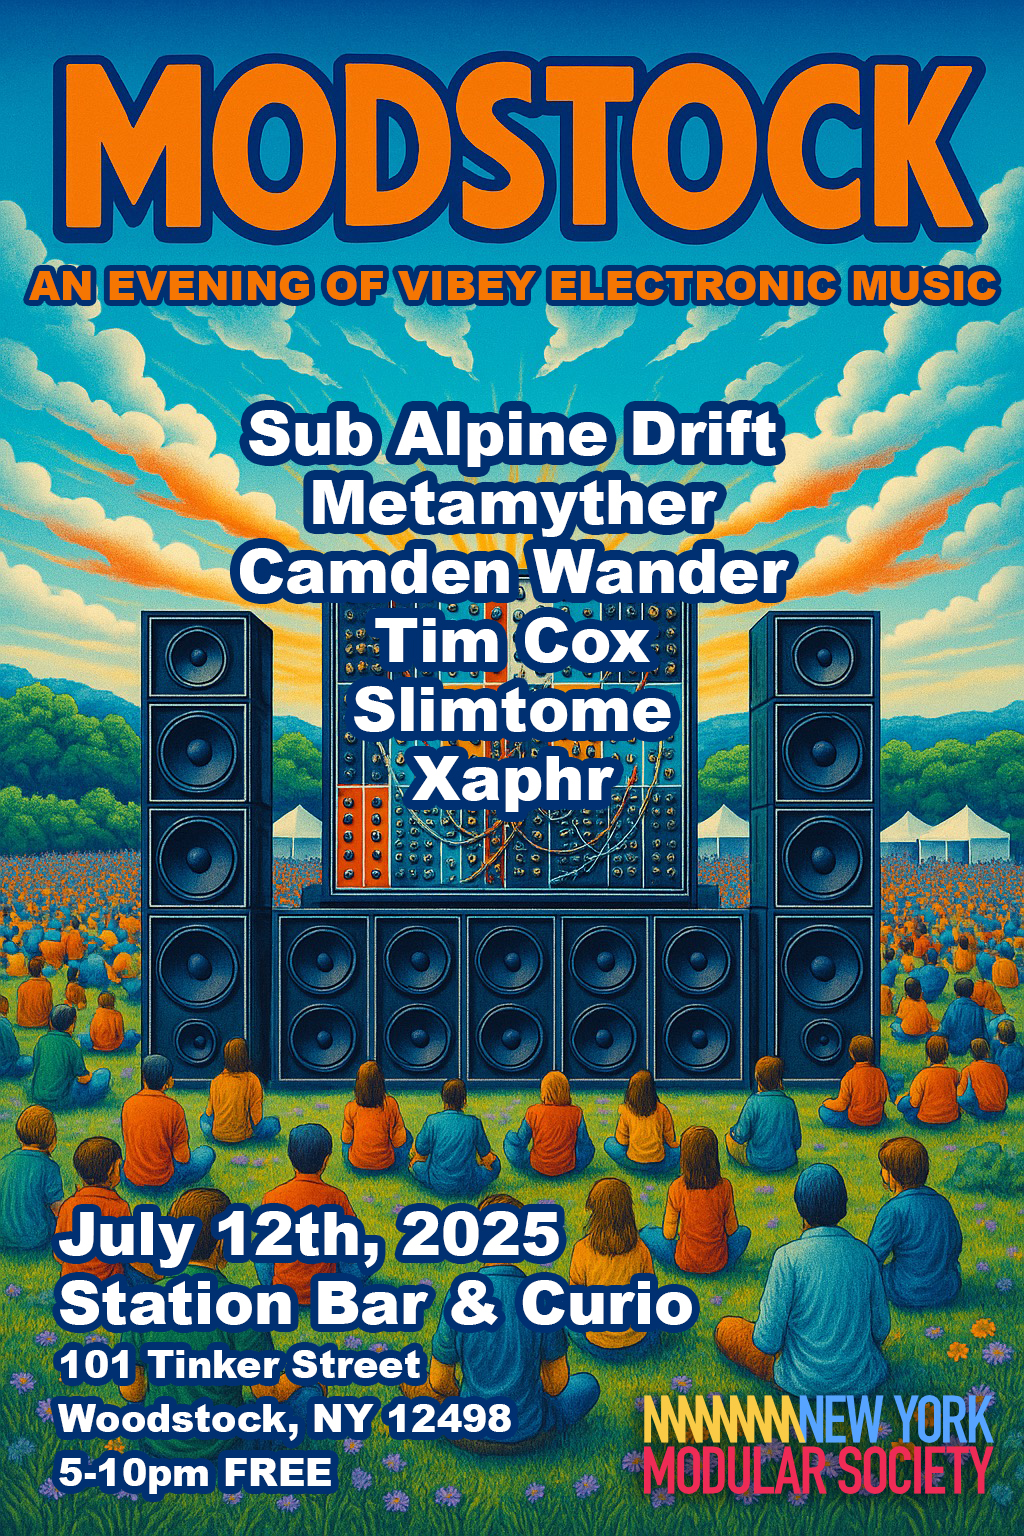 MODSTOCK
AN EVENING OF VIBEY ELECTRONIC MUSIC
Sub Alpine Drift
Metamyther
Camden Wander
Tim Cox
Slimtome
Xaphr
July 12th, 2025
Station Bar & Curio
101 Tinker Street
Woodstock, NY 12498
5-10pm FREE
NEW YORK
MODULAR SOCIETY